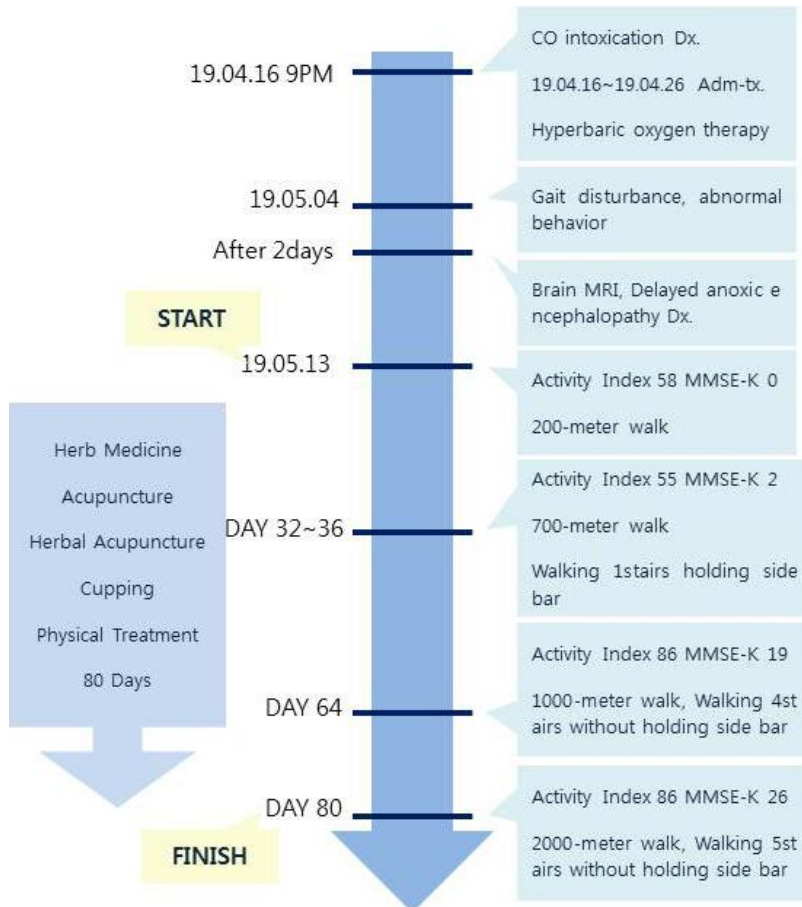 19.04.16 9PM
CO intoxication Dx.
19.04.16~19.04.26 Adm-tx.
Hyperbaric oxygen therapy
19.05.04
Gait disturbance, abnormal
behavior
After 2days
Brain MRI, Delayed anoxic e
ncephalopathy Dx.
START
19.05.13
Activity Index 58 MMSE-K 0
200-meter walk
Herb Medicine
Acupuncture
Herbal Acupuncture
Cupping
Physical Treatment
80 Days
DAY 32~36
Activity Index 55 MMSE-K 2
700-meter walk
Walking 1stairs holding side
bar
DAY 64
Activity Index 86 MMSE-K 19
1000-meter walk, Walking 4st
airs without holding side bar
DAY 80
FINISH
Activity Index 86 MMSE-K 26
2000-meter walk, Walking 5st
airs without holding side bar